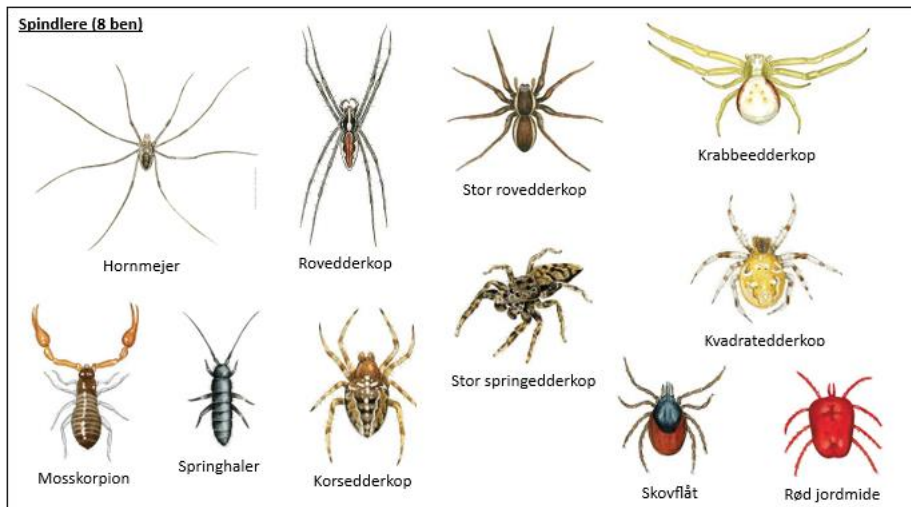 Spindlere (8 ben)
Krabbeedderkop
Stor rovedderkop
Hornmejer
Rovedderkop
Kvadratedderkop
Stor springedderkop
Springhaler
Mosskorpion
Korsedderkop
Skovflåt
Rød jordmide